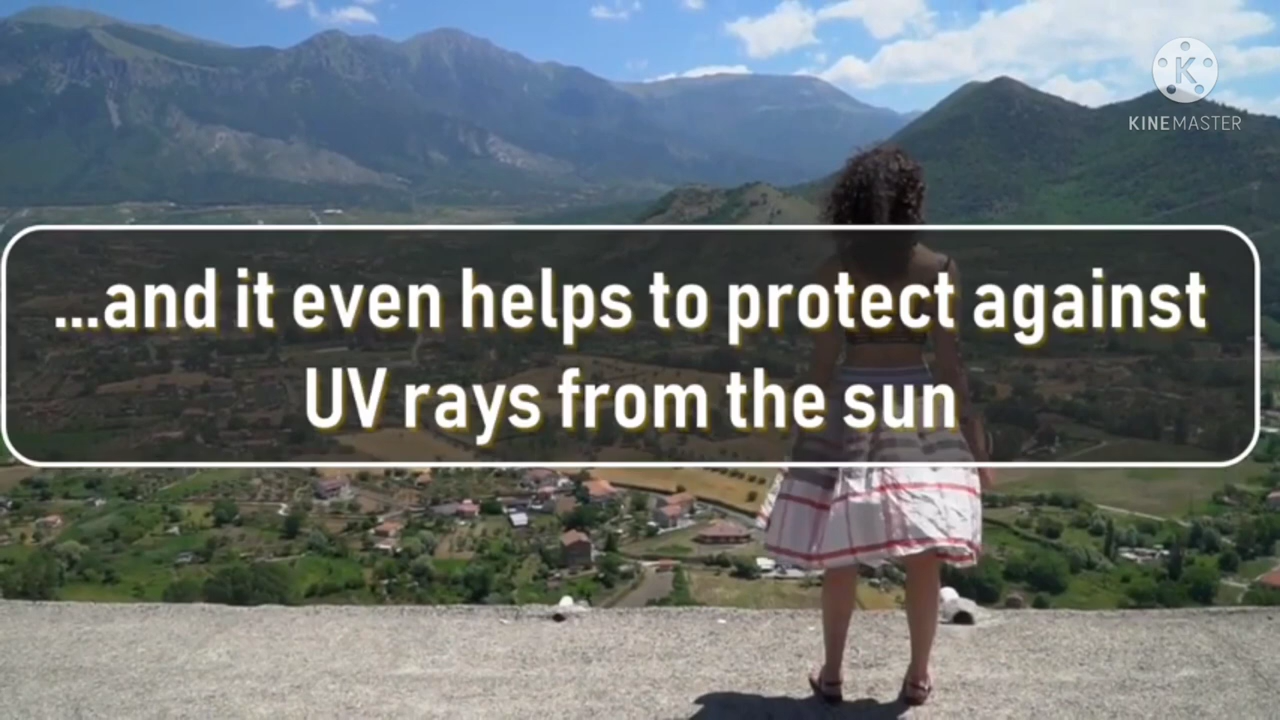 K
KINEMASTER
...and it even helps to protect against
UV rays from the sun